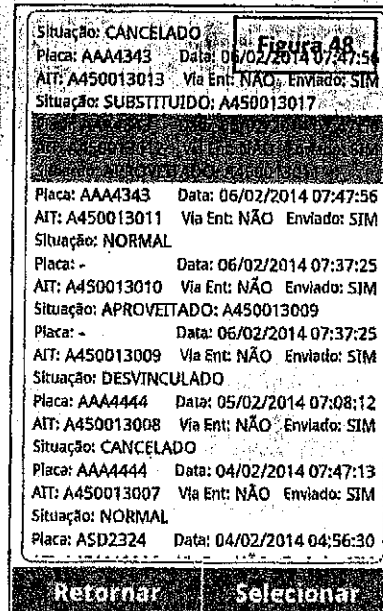 Situação: CANCELADO
Figura 48
Placa: AAA4343 Data: 06/02/2014 07:47:56
AIT: A450013013 Via Ent: NÃO Enviado: SIM
Situação: SUBSTITUIDO: A450013017
Placa: AAA4343 Data: 06/02/2014 07:47:56
AIT: A450013011 Via Ent: NÃO Enviado: SIM
Situação: NORMAL
Placa: - Data: 06/02/2014 07:37:25
AIT: A450013010 Via Ent: NÃO Enviado: SIM
Situação: APROVEITADO: A450013009
Placa: - Data: 06/02/2014 07:37:25
AIT: A450013009 Via Ent: NÃO Enviado: SIM
Situação: DESVINCULADO
Placa: AAA4444 Data: 05/02/2014 07:08:12
AIT: A450013008 Via Ent: NÃO Enviado: SIM
Situação: CANCELADO
Placa: AAA4444 Data: 04/02/2014 07:47:13
AIT: A450013007 Via Ent: NÃO Enviado: SIM
Situação: NORMAL
Placa: ASD2324 Data: 04/02/2014 04:56:30
Retornar Selecionar